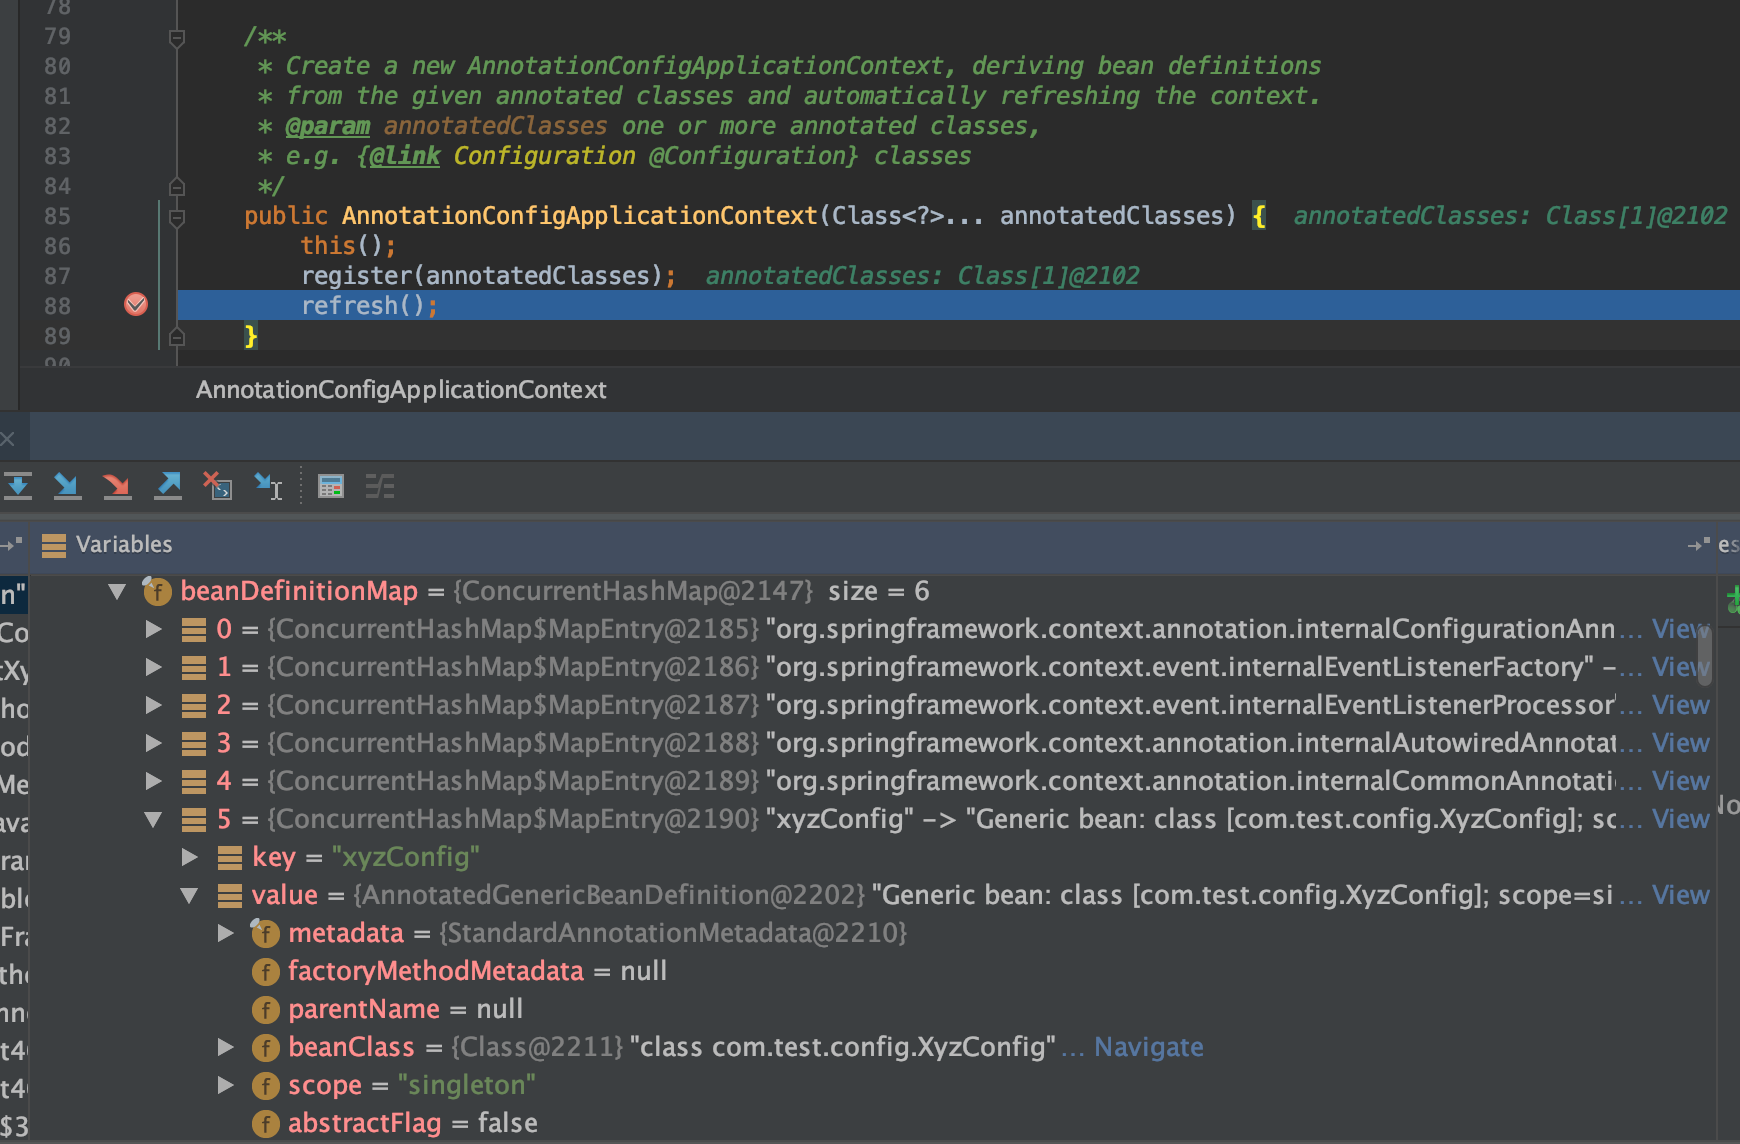 78
79 /**
80 * Create a new AnnotationConfigApplicationContext, deriving bean definitions
81 * from the given annotated classes and automatically refreshing the context.
82 * @param annotatedClasses one or more annotated classes,
83 * e.g. {@link Configuration @Configuration} classes
84 */
85 public AnnotationConfigApplicationContext(Class<?>... annotatedClasses) { annotatedClasses: Class[1]@2102
86 this();
87 register(annotatedClasses); annotatedClasses: Class[1]@2102
88 refresh();
89 }
90
AnnotationConfigApplicationContext
Variables
beanDefinitionMap = {ConcurrentHashMap@2147} size = 6
0 = {ConcurrentHashMap$MapEntry@2185} "org.springframework.context.annotation.internalConfigurationAnn... View
1 = {ConcurrentHashMap$MapEntry@2186} "org.springframework.context.event.internalEventListenerFactory" –... View
2 = {ConcurrentHashMap$MapEntry@2187} "org.springframework.context.event.internalEventListenerProcessor"... View
3 = {ConcurrentHashMap$MapEntry@2188} "org.springframework.context.annotation.internalAutowiredAnnotat... View
4 = {ConcurrentHashMap$MapEntry@2189} "org.springframework.context.annotation.internalCommonAnnotati... View
5 = {ConcurrentHashMap$MapEntry@2190} "xyzConfig" –> "Generic bean: class [com.test.config.XyzConfig]; sc... View
key = "xyzConfig"
value = {AnnotatedGenericBeanDefinition@2202} "Generic bean: class [com.test.config.XyzConfig]; scope=si... View
metadata = {StandardAnnotationMetadata@2210}
factoryMethodMetadata = null
parentName = null
beanClass = {Class@2211} "class com.test.config.XyzConfig"... Navigate
scope = "singleton"
abstractFlag = false